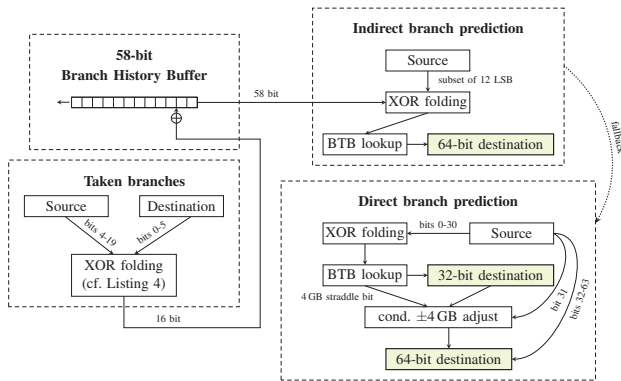 58-bit
Branch History Buffer
58 bit
Taken branches
Source
Destination
bits 4-19
bits 0-5
XOR folding
(cf. Listing 4)
16 bit
Indirect branch prediction
Source
subset of 12 LSB
XOR folding
BTB lookup
64-bit destination
fallback
Direct branch prediction
XOR folding
bits 0-30
Source
BTB lookup
32-bit destination
4 GB straddle bit
bit 31
bits 32-63
cond. ±4 GB adjust
64-bit destination